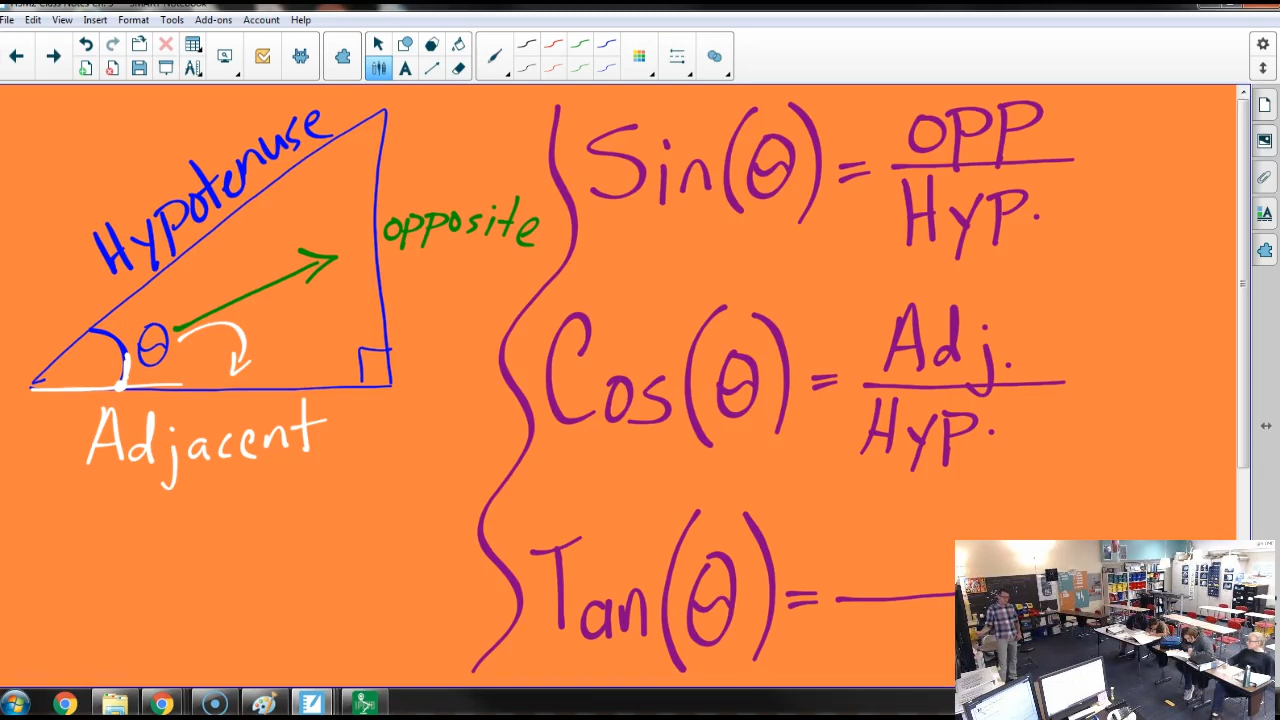 File Edit View Insert Format Tools Add-ons Account Help
Hypotenuse
opposite
θ
Adjacent
Sin(θ) = OPP
Hyp.
Cos(θ) = Adj.
Hyp.
Tan(θ) =